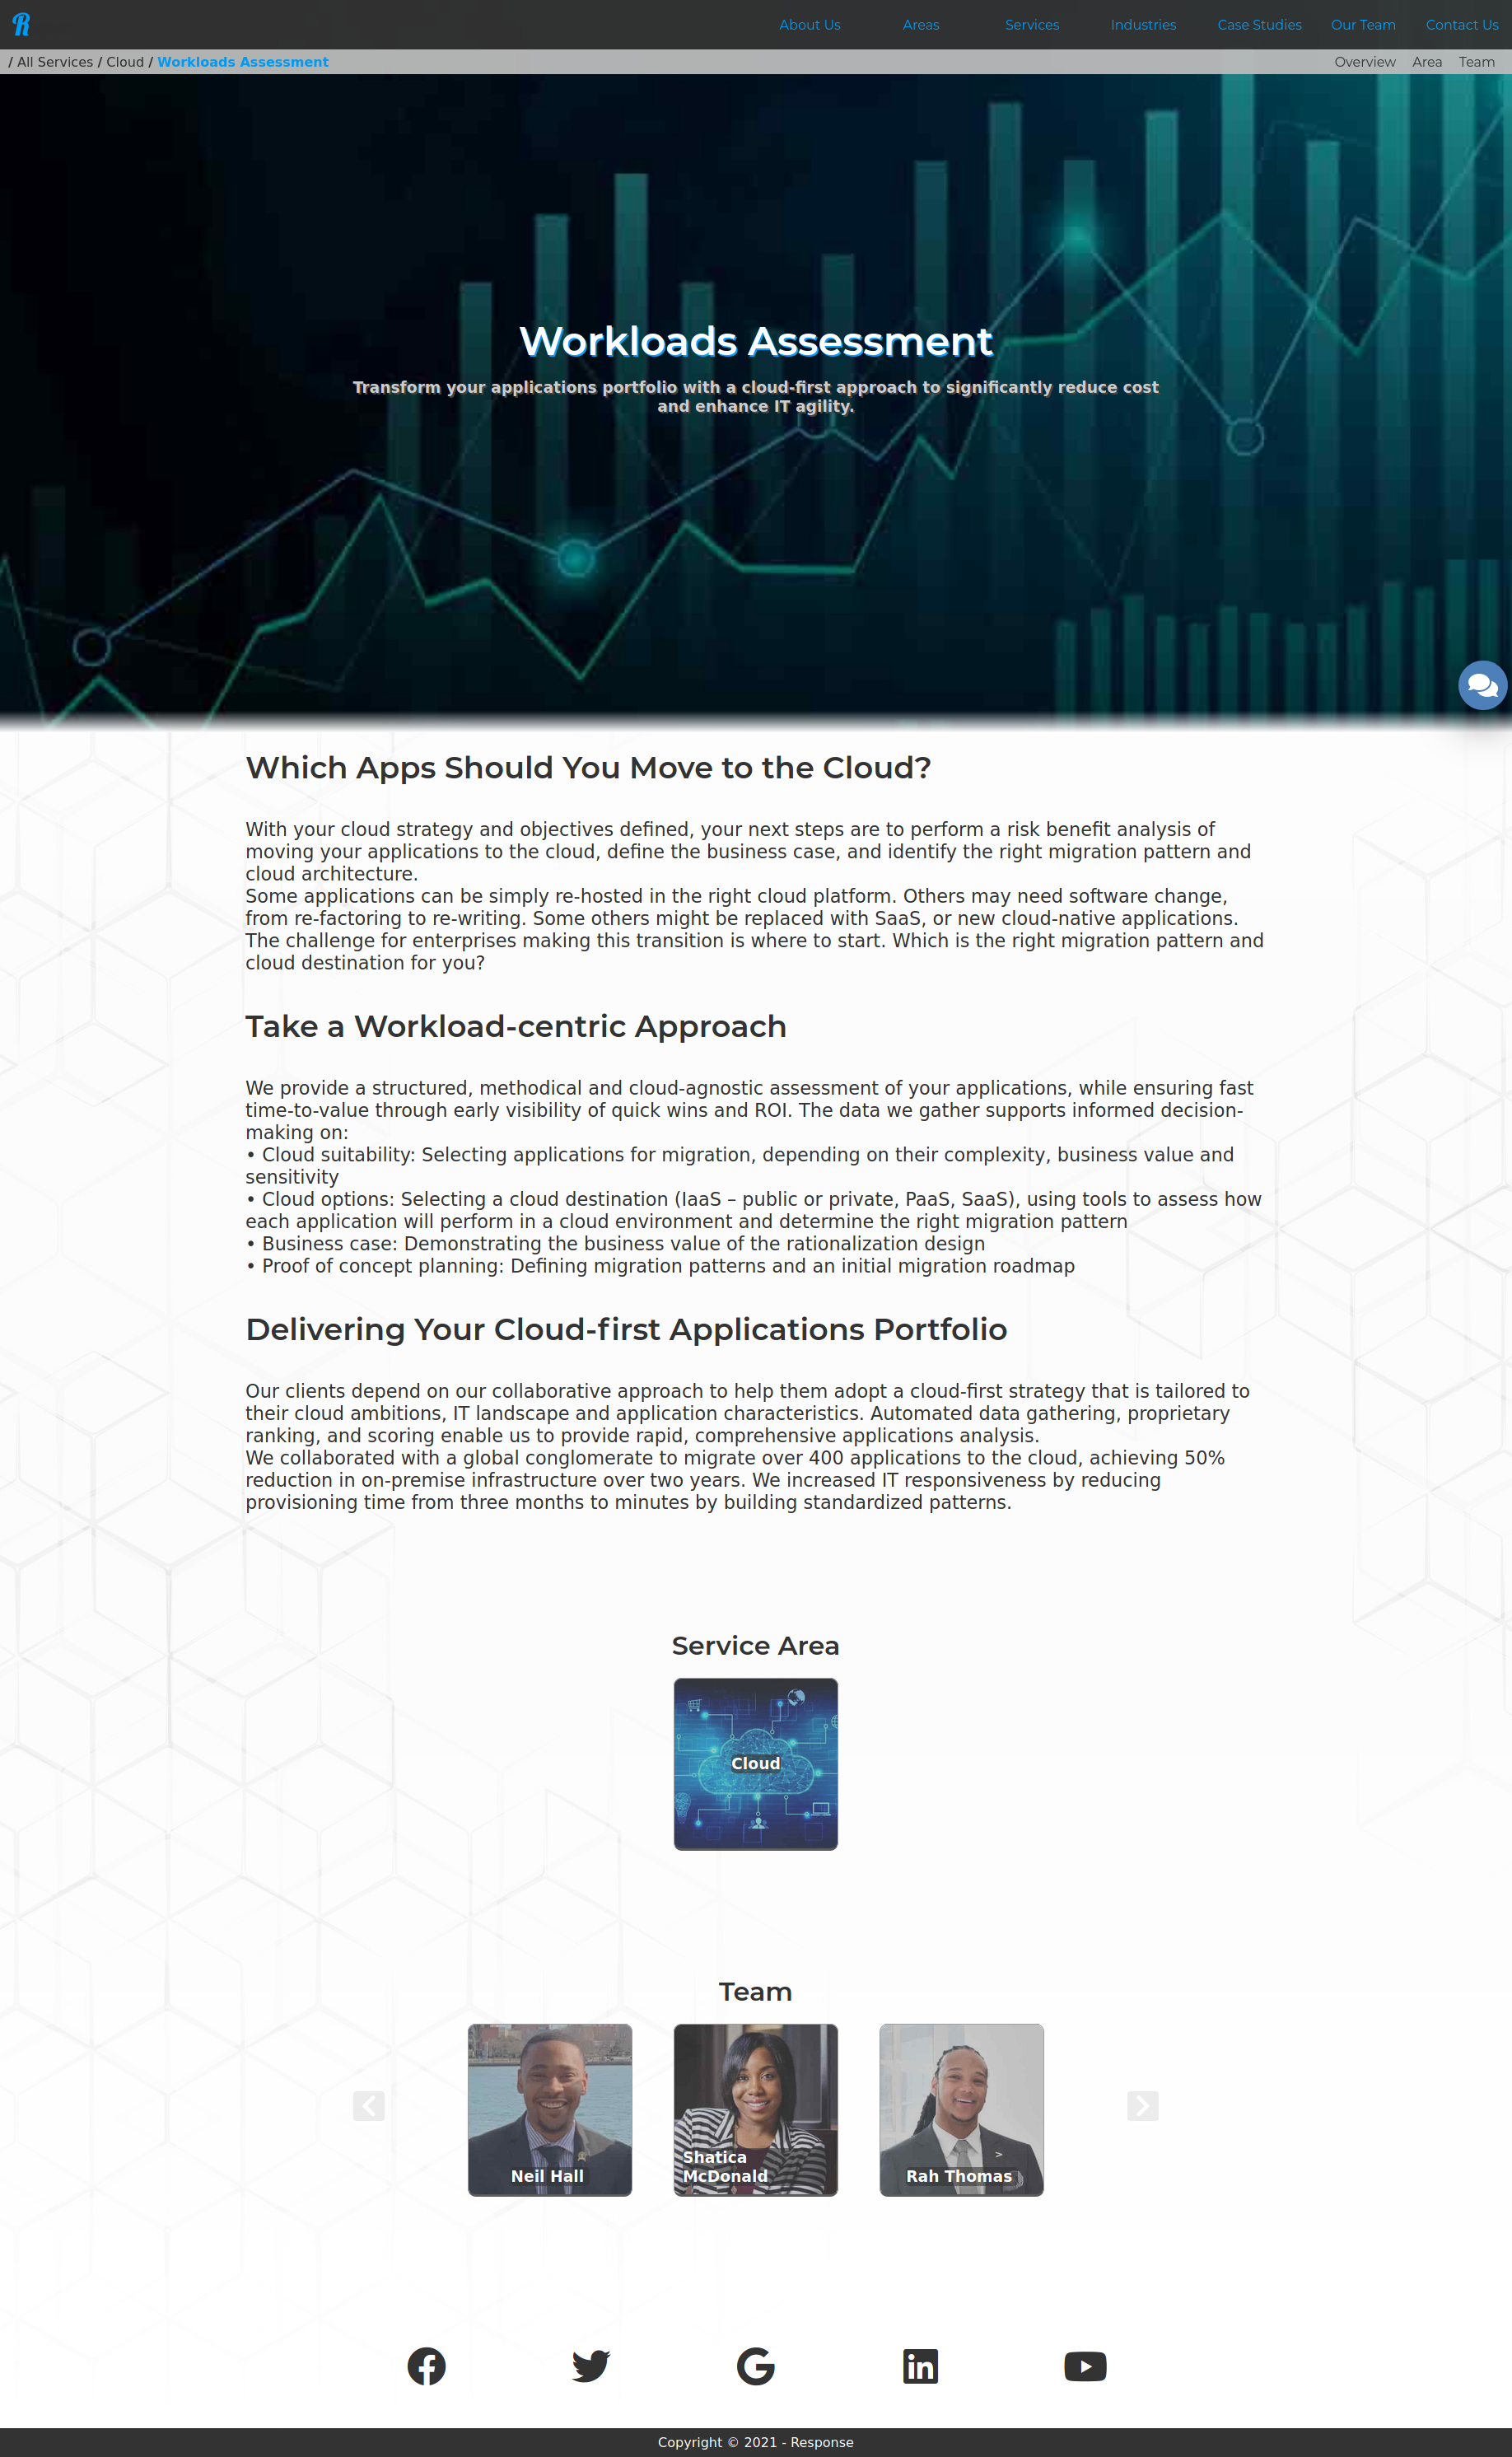 R
About Us Areas Services Industries Case Studies Our Team Contact Us
/ All Services / Cloud / Workloads Assessment
Overview Area Team
Workloads Assessment
Transform your applications portfolio with a cloud-first approach to significantly reduce cost
and enhance IT agility.
Which Apps Should You Move to the Cloud?
With your cloud strategy and objectives defined, your next steps are to perform a risk benefit analysis of
moving your applications to the cloud, define the business case, and identify the right migration pattern and
cloud architecture.
Some applications can be simply re-hosted in the right cloud platform. Others may need software change,
from re-factoring to re-writing. Some others might be replaced with SaaS, or new cloud-native applications.
The challenge for enterprises making this transition is where to start. Which is the right migration pattern and
cloud destination for you?
Take a Workload-centric Approach
We provide a structured, methodical and cloud-agnostic assessment of your applications, while ensuring fast
time-to-value through early visibility of quick wins and ROI. The data we gather supports informed decision-
making on:
• Cloud suitability: Selecting applications for migration, depending on their complexity, business value and
sensitivity
• Cloud options: Selecting a cloud destination (IaaS – public or private, PaaS, SaaS), using tools to assess how
each application will perform in a cloud environment and determine the right migration pattern
• Business case: Demonstrating the business value of the rationalization design
• Proof of concept planning: Defining migration patterns and an initial migration roadmap
Delivering Your Cloud-first Applications Portfolio
Our clients depend on our collaborative approach to help them adopt a cloud-first strategy that is tailored to
their cloud ambitions, IT landscape and application characteristics. Automated data gathering, proprietary
ranking, and scoring enable us to provide rapid, comprehensive applications analysis.
We collaborated with a global conglomerate to migrate over 400 applications to the cloud, achieving 50%
reduction in on-premise infrastructure over two years. We increased IT responsiveness by reducing
provisioning time from three months to minutes by building standardized patterns.
Service Area
Cloud
Team
Neil Hall
Shatica
McDonald
Rah Thomas
Copyright © 2021 - Response